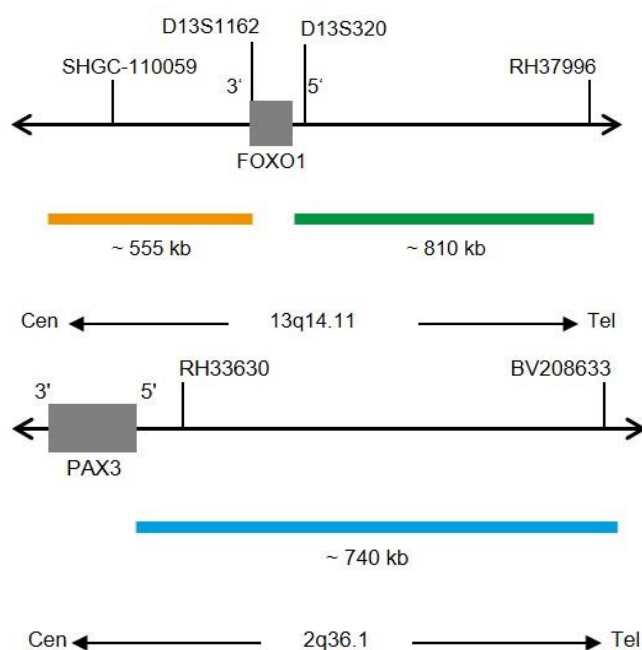 D13S1162 D13S320
SHGC-110059 RH37996
3‘ 5‘
FOXO1
~ 555 kb ~ 810 kb
Cen 13q14.11 Tel
3' 5' RH33630 BV208633
PAX3
~ 740 kb
Cen 2q36.1 Tel